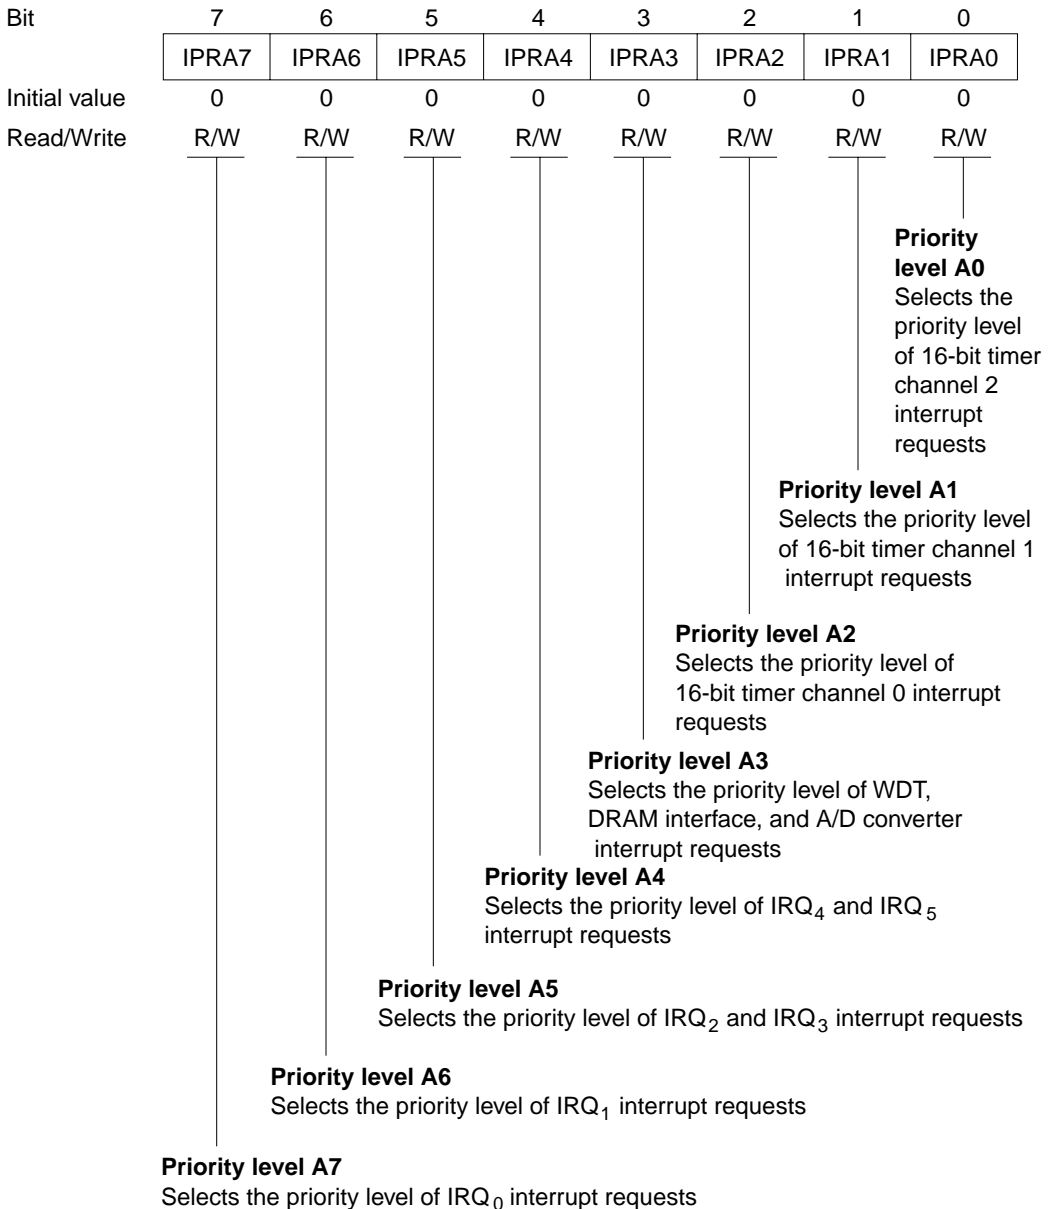 Bit 7 6 5 4 3 2 1 0
IPRA7 IPRA6 IPRA5 IPRA4 IPRA3 IPRA2 IPRA1 IPRA0
Initial value 0 0 0 0 0 0 0 0
Read/Write R/W R/W R/W R/W R/W R/W R/W R/W
Priority
level A0
Selects the
priority level
of 16-bit timer
channel 2
interrupt
requests
Priority level A1
Selects the priority level
of 16-bit timer channel 1
interrupt requests
Priority level A2
Selects the priority level of
16-bit timer channel 0 interrupt
requests
Priority level A3
Selects the priority level of WDT,
DRAM interface, and A/D converter
interrupt requests
Priority level A4
Selects the priority level of IRQ4 and IRQ5
interrupt requests
Priority level A5
Selects the priority level of IRQ2 and IRQ3 interrupt requests
Priority level A6
Selects the priority level of IRQ1 interrupt requests
Priority level A7
Selects the priority level of IRQ0 interrupt requests